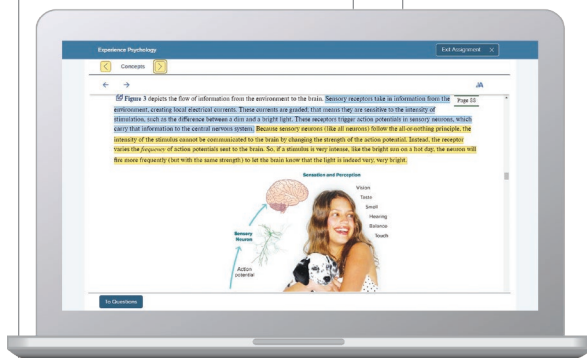 Experience Psychology
Exit Assignment X
Concepts
Figure 3 depicts the flow of information from the environment to the brain. Sensory receptors take in information from the
Page 88
environment, creating local electrical currents. These currents are graded; that means they are sensitive to the intensity of
stimulation, such as the difference between a dim and a bright light. These receptors trigger action potentials in sensory neurons, which
carry that information to the central nervous system. Because sensory neurons (like all neurons) follow the all-or-nothing principle, the
intensity of the stimulus cannot be communicated to the brain by changing the strength of the action potential. Instead, the receptor
varies the frequency of action potentials sent to the brain. So, if a stimulus is very intense, like the bright sun on a hot day, the neuron will
fire more frequently (but with the same strength) to let the brain know that the light is indeed very, very bright.
Sensation and Perception
Vision
Taste
Smell
Hearing
Balance
Touch
Sensory
Neuron
Action
potential
To Questions